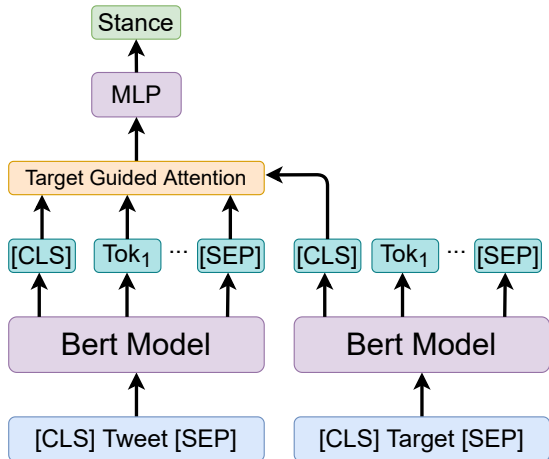 Stance
MLP
Target Guided Attention
[CLS] Tok1 ... [SEP] [CLS] Tok1 ... [SEP]
Bert Model Bert Model
[CLS] Tweet [SEP] [CLS] Target [SEP]